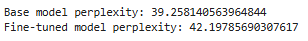 Base model perplexity: 39.258140563964844
Fine-tuned model perplexity: 42.19785690307617